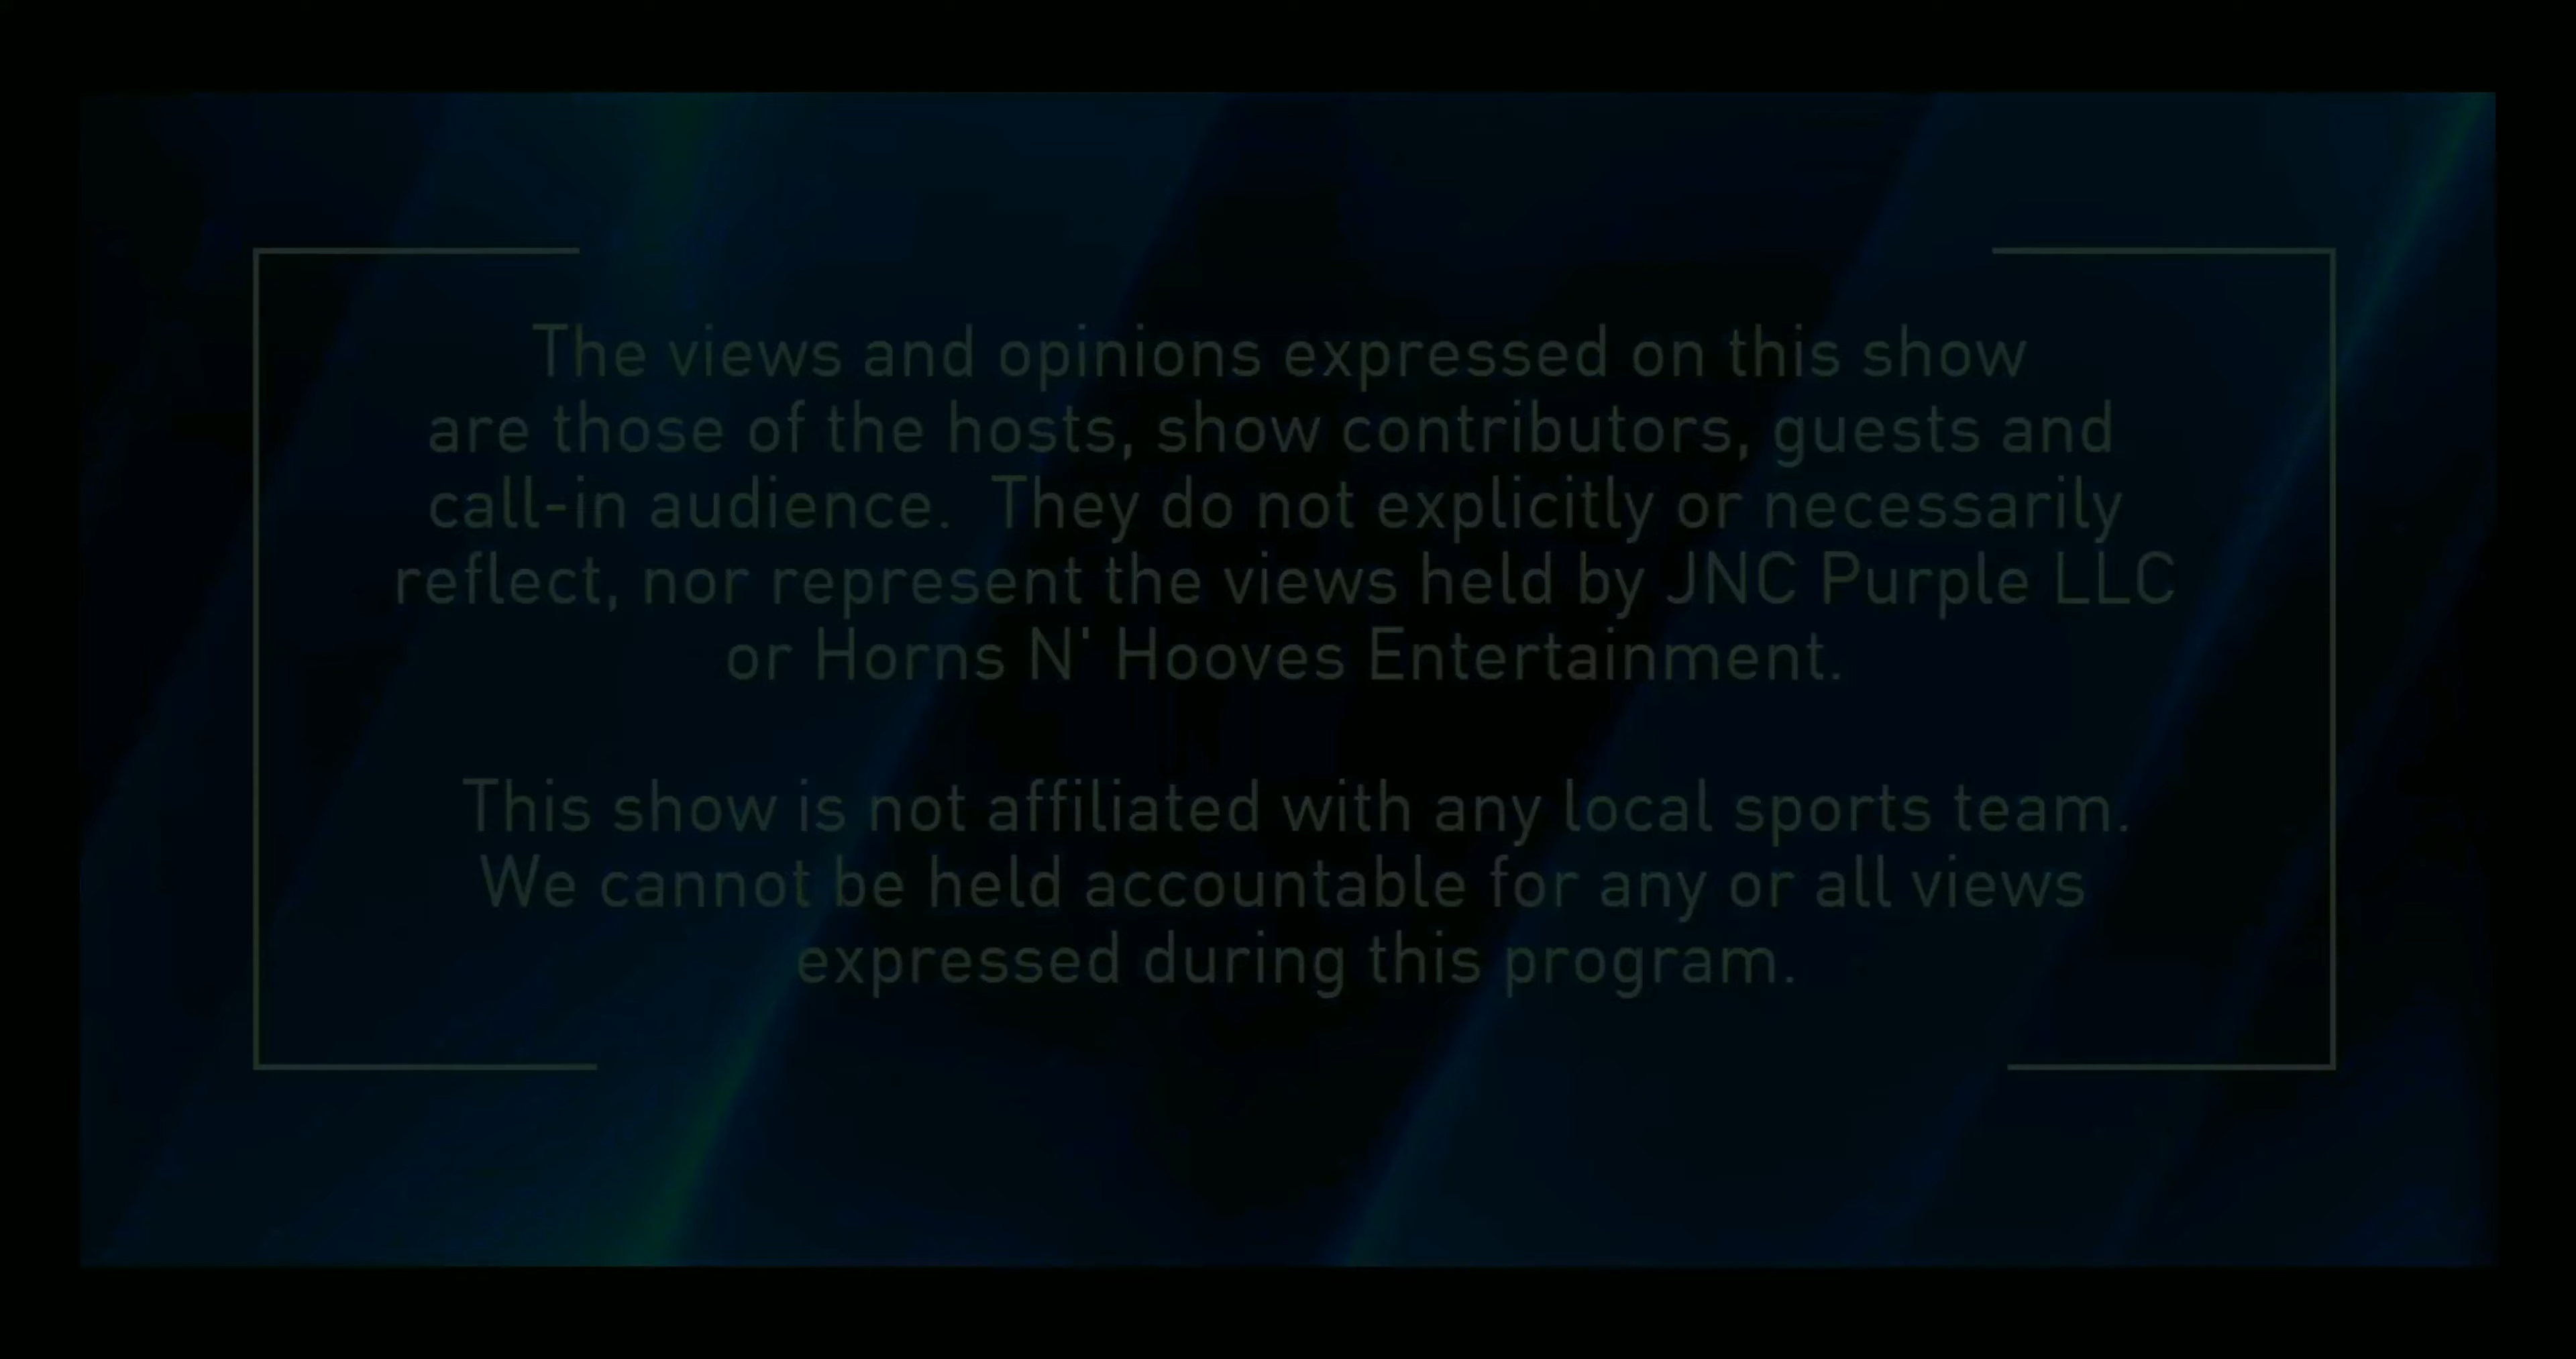 The views and opinions expressed on this show
are those of the hosts, show contributors, guests and
call-in audience.  They do not explicitly or necessarily
reflect, nor represent the views held by JNC Purple LLC
or Horns N' Hooves Entertainment.
This show is not affiliated with any local sports team.
We cannot be held accountable for any or all views
expressed during this program.